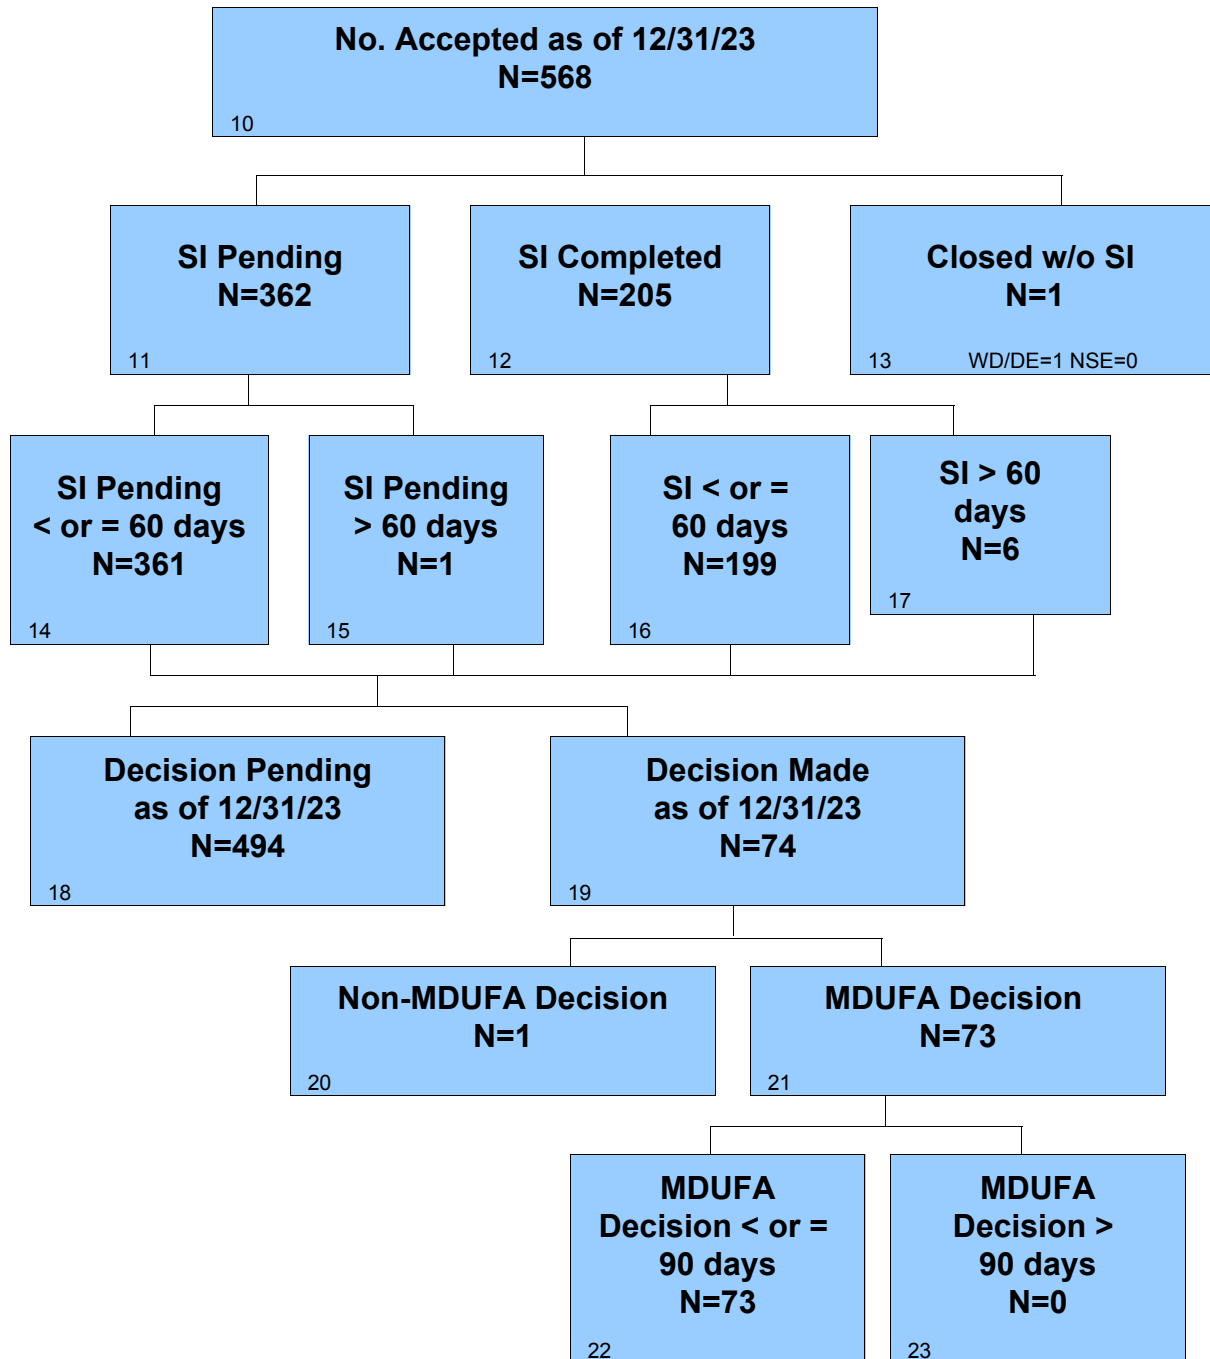 No. Accepted as of 12/31/23
N=568
10
SI Pending
N=362
11
SI Completed
N=205
12
Closed w/o SI
N=1
13 WD/DE=1 NSE=0
SI Pending
< or = 60 days
N=361
14
SI Pending
> 60 days
N=1
15
SI < or =
60 days
N=199
16
SI > 60
days
N=6
17
Decision Pending
as of 12/31/23
N=494
18
Decision Made
as of 12/31/23
N=74
19
Non-MDUFA Decision
N=1
20
MDUFA Decision
N=73
21
MDUFA
Decision < or =
90 days
N=73
22
MDUFA
Decision >
90 days
N=0
23